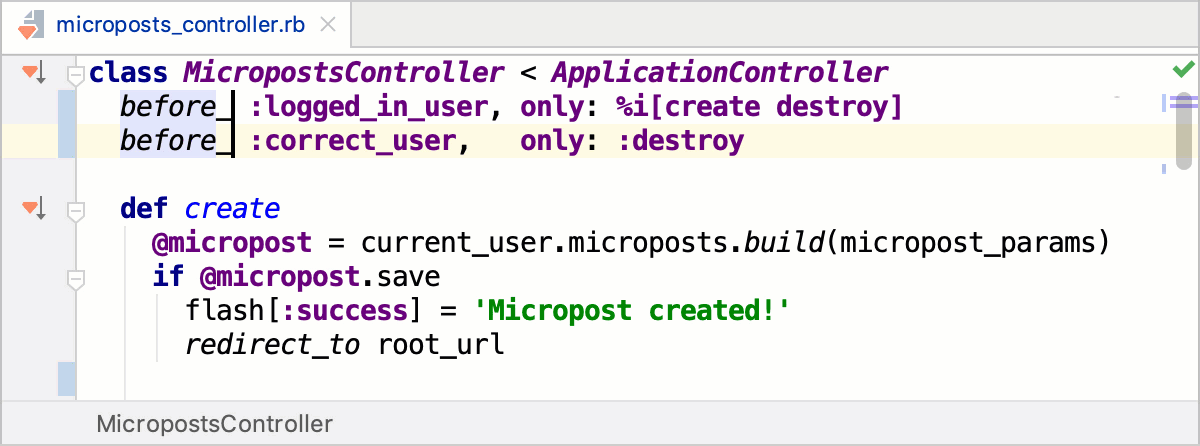 microposts_controller.rb
class MicropostsController < ApplicationController
  before_ :logged_in_user, only: %i[create destroy]
  before_ :correct_user,   only: :destroy
  def create
    @micropost = current_user.microposts.build(micropost_params)
    if @micropost.save
      flash[:success] = 'Micropost created!'
      redirect_to root_url
MicropostsController